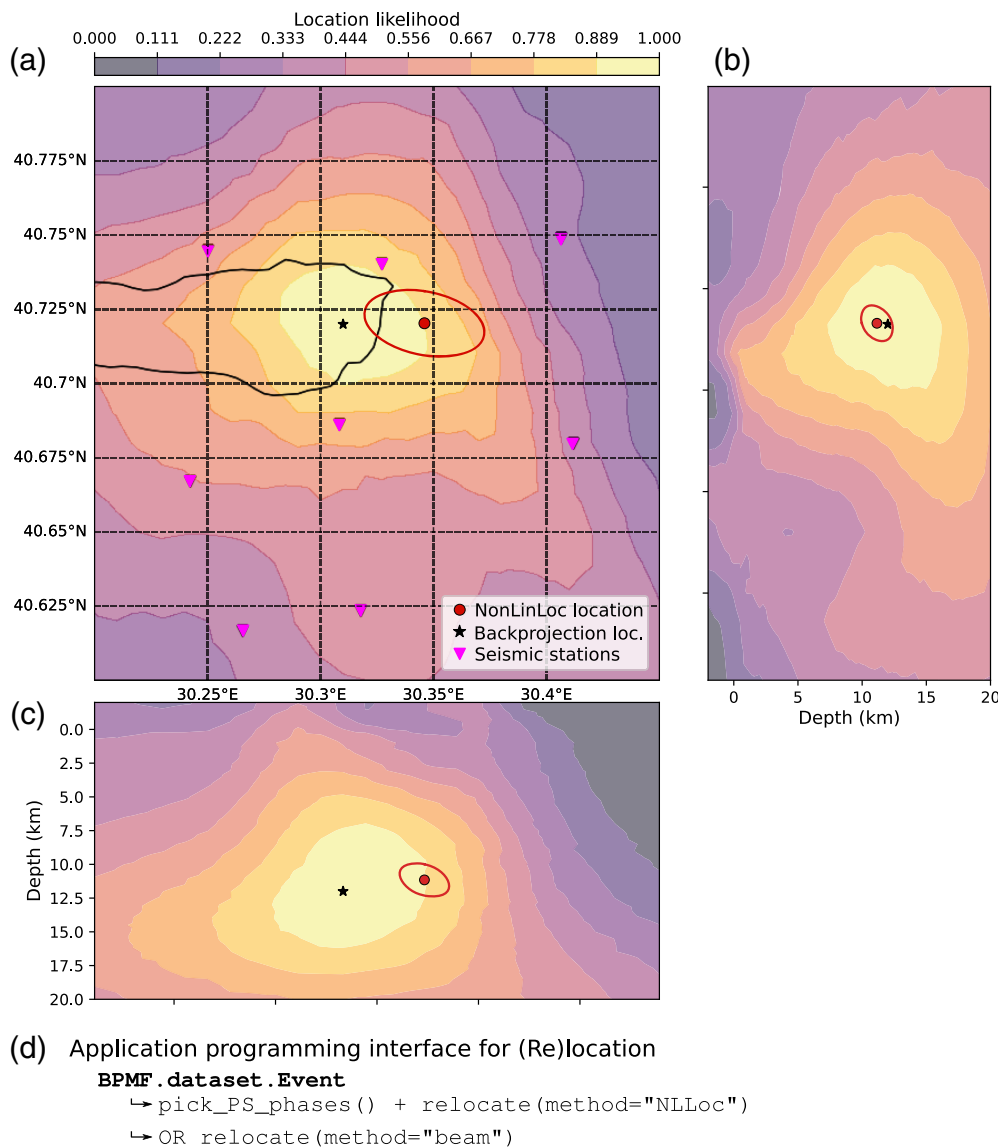 Location likelihood
0.000 0.111 0.222 0.333 0.444 0.556 0.667 0.778 0.889 1.000
(a)
(b)
40.775°N
40.75°N
40.725°N
40.7°N
40.675°N
40.65°N
40.625°N
NonLinLoc location
Backprojection loc.
Seismic stations
30.25°E 30.3°E 30.35°E 30.4°E
0 5 10 15 20
Depth (km)
(c)
0.0
2.5
5.0
7.5
10.0
12.5
15.0
17.5
20.0
Depth (km)
(d) Application programming interface for (Re)location
BPMF.dataset.Event
↪ pick_PS_phases() + relocate(method="NLLoc")
↪ OR relocate(method="beam")